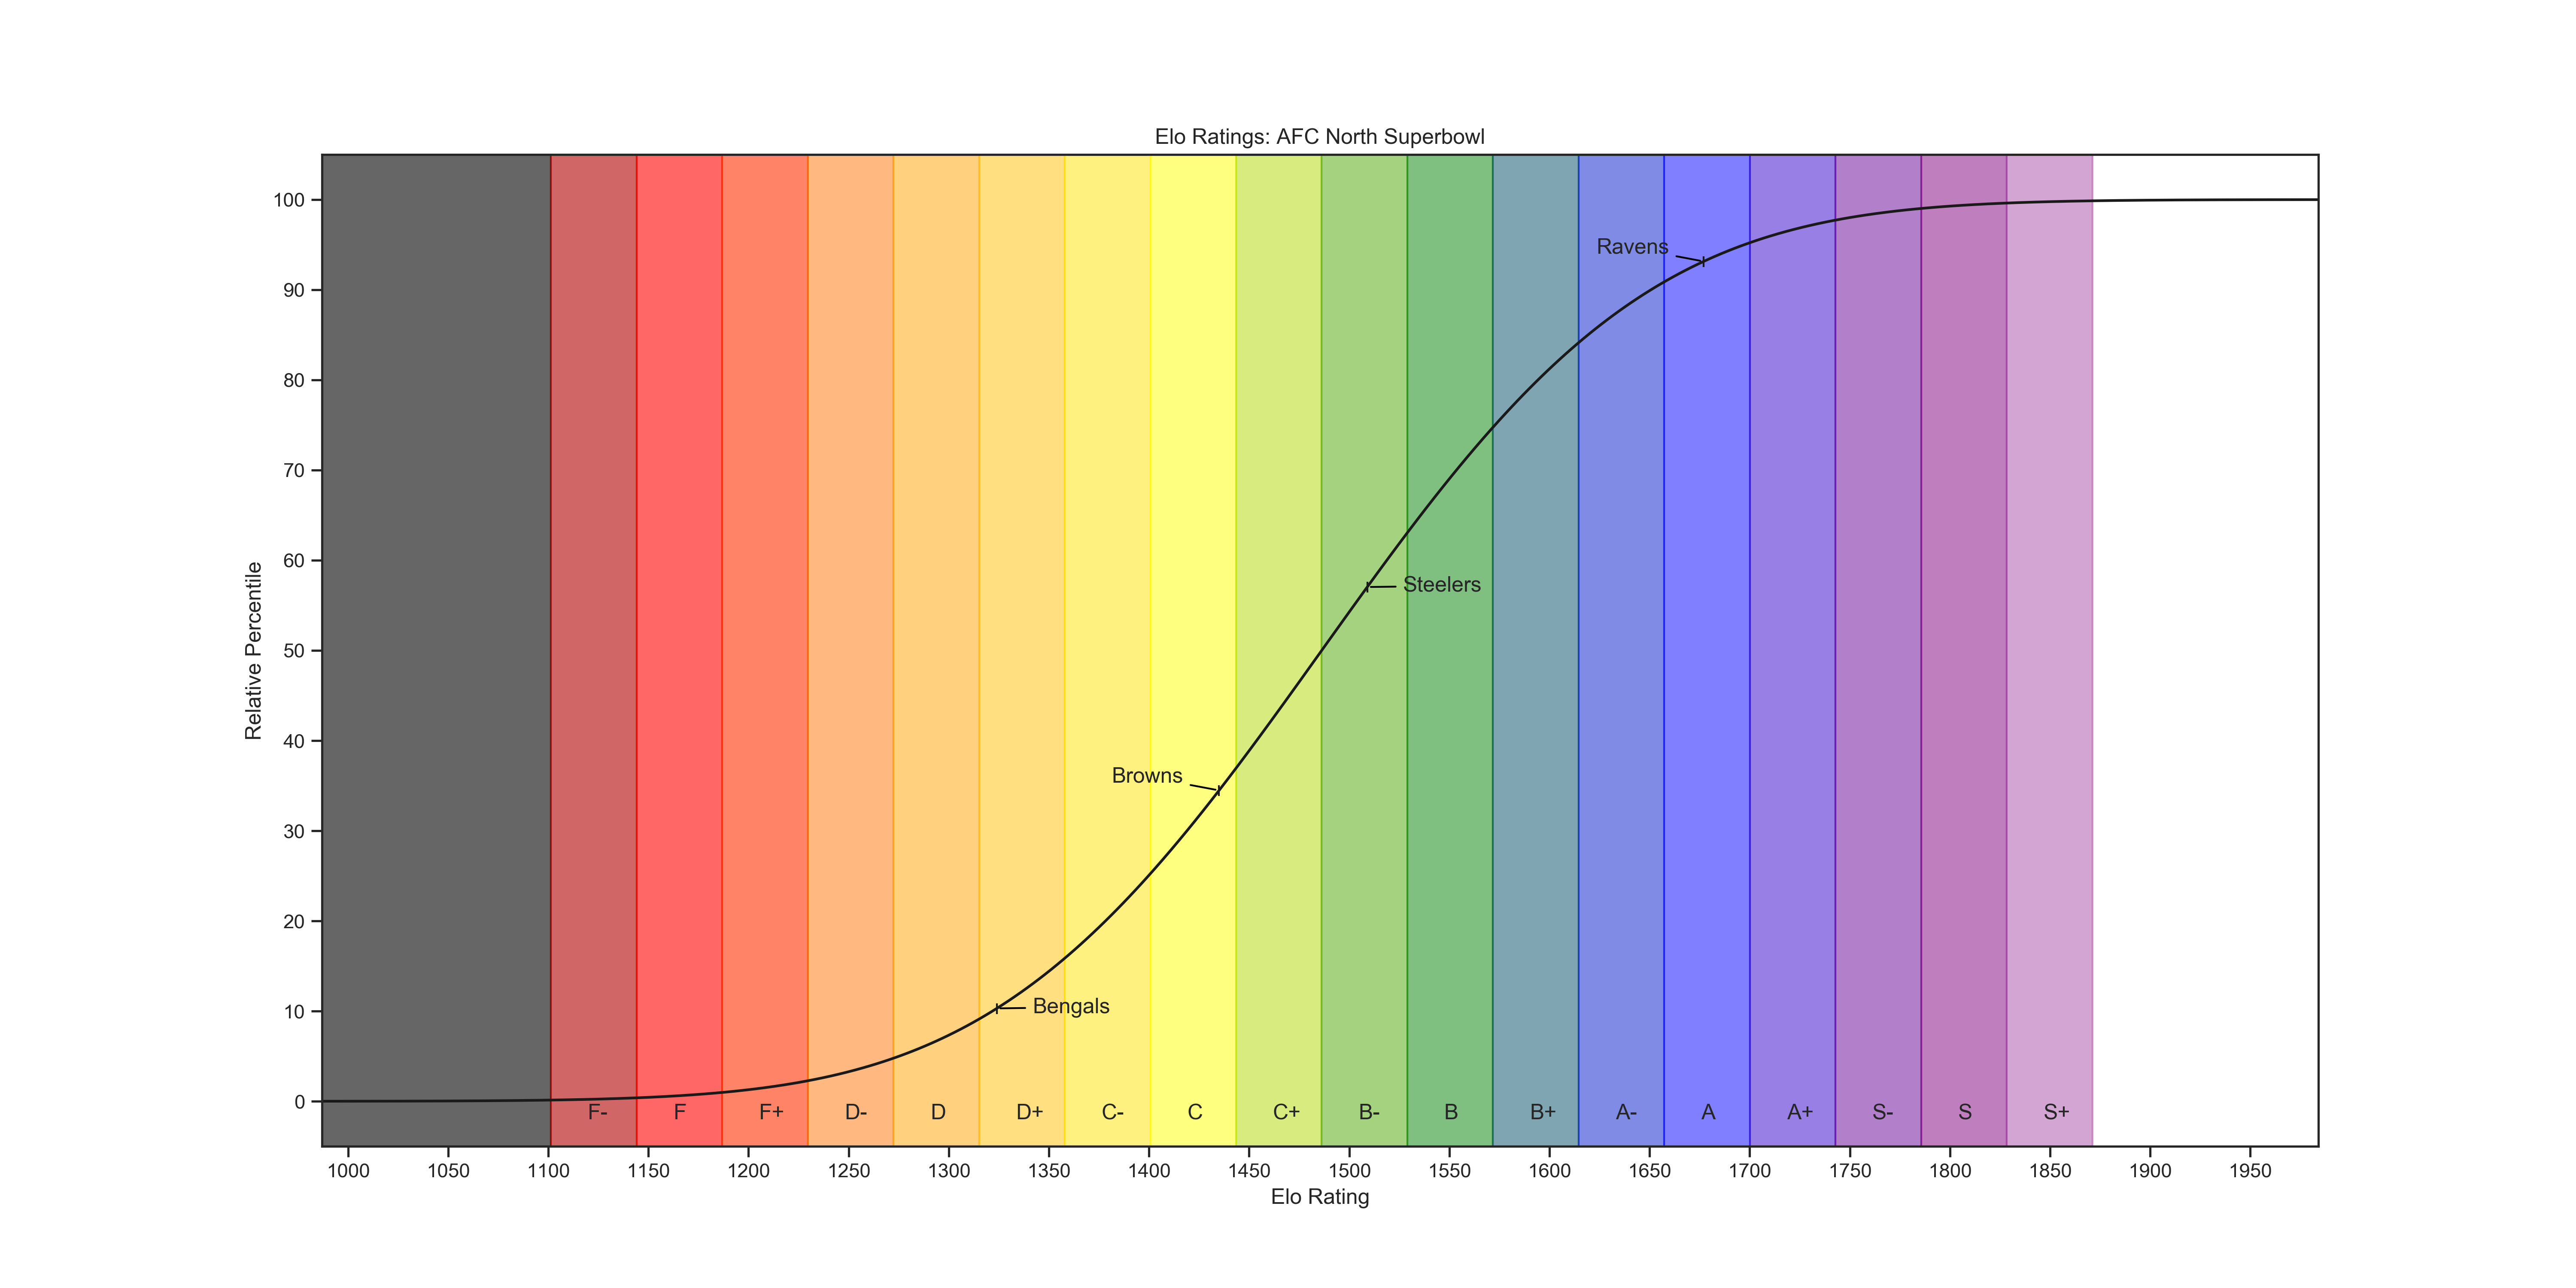 Elo Ratings: AFC North Superbowl
100
90
80
70
60
50
40
30
20
10
0
Relative Percentile
Ravens
Steelers
Browns
Bengals
F- F F+ D- D D+ C- C C+ B- B B+ A- A A+ S- S S+
1000 1050 1100 1150 1200 1250 1300 1350 1400 1450 1500 1550 1600 1650 1700 1750 1800 1850 1900 1950
Elo Rating